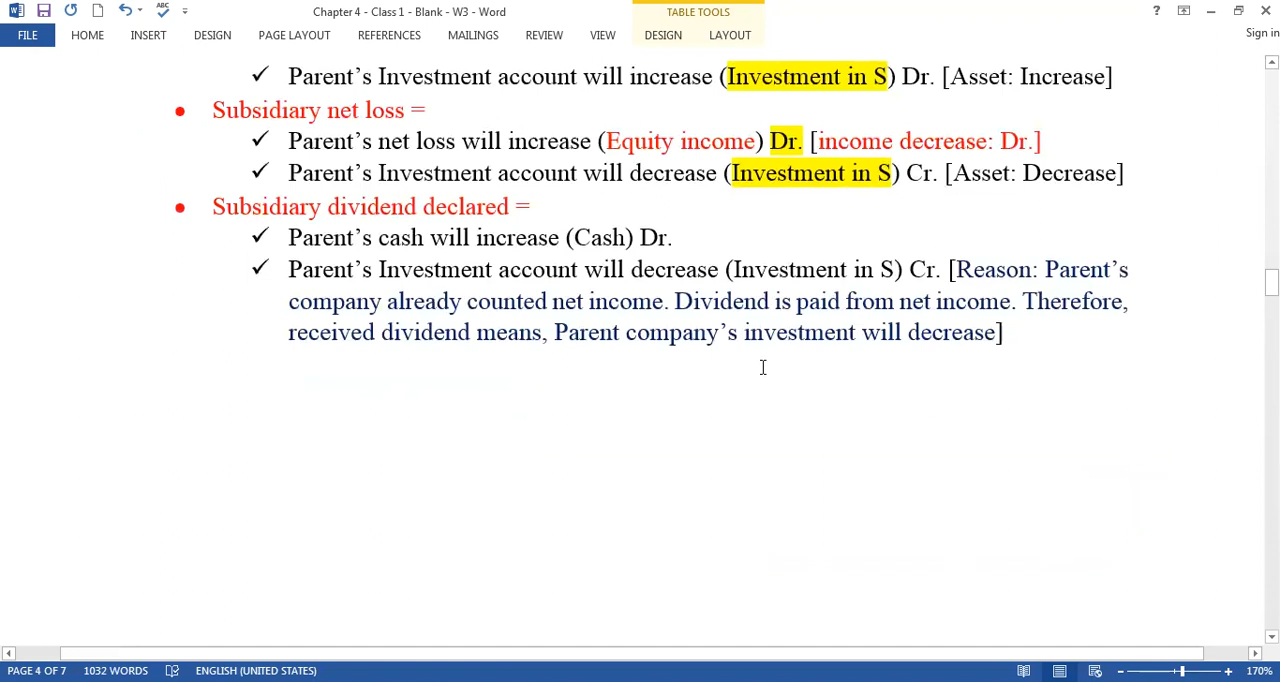 Chapter 4 - Class 1 - Blank - W3 - Word
TABLE TOOLS
?
FILE HOME INSERT DESIGN PAGE LAYOUT REFERENCES MAILINGS REVIEW VIEW DESIGN LAYOUT Sign in
✓ Parent's Investment account will increase (Investment in S) Dr. [Asset: Increase]
• Subsidiary net loss =
✓ Parent's net loss will increase (Equity income) Dr. [income decrease: Dr.]
✓ Parent's Investment account will decrease (Investment in S) Cr. [Asset: Decrease]
• Subsidiary dividend declared =
✓ Parent's cash will increase (Cash) Dr.
✓ Parent's Investment account will decrease (Investment in S) Cr. [Reason: Parent's
company already counted net income. Dividend is paid from net income. Therefore,
received dividend means, Parent company's investment will decrease]
PAGE 4 OF 7 1032 WORDS ENGLISH (UNITED STATES) 170%